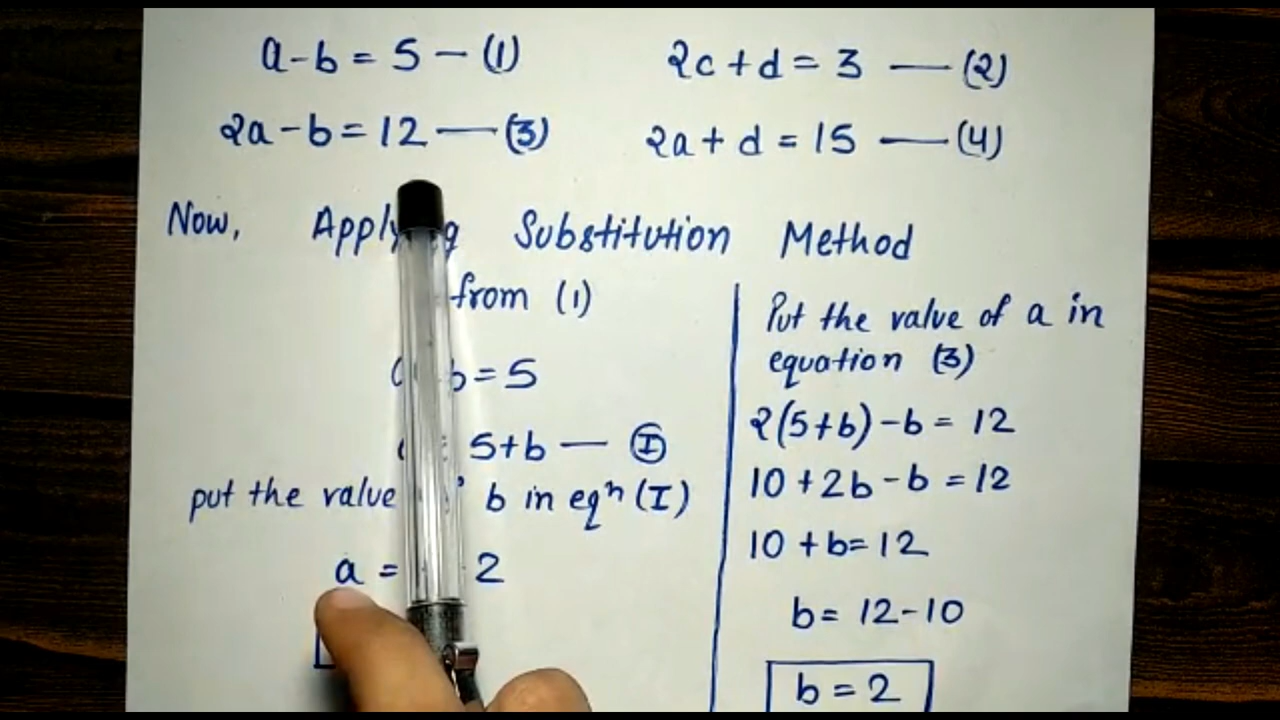 a - b = 5 — (1)
2c + d = 3 — (2)
2a - b = 12 — (3)
2a + d = 15 — (4)
Now, Substitution Method
from (1)
b = 5
5 + b — (I)
put the value b in eqⁿ (I)
a = 2
Put the value of a in
equation (3)
2(5+b) - b = 12
10 + 2b - b = 12
10 + b = 12
b = 12 - 10
b = 2